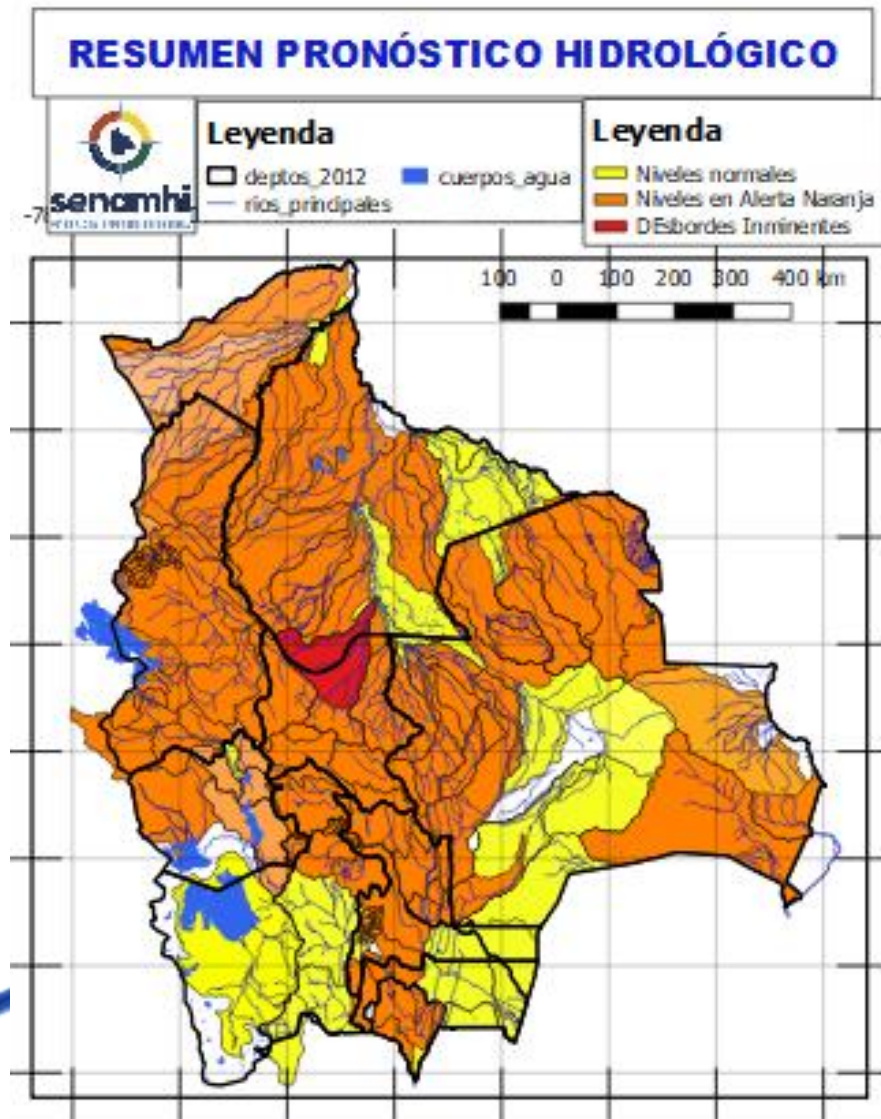 RESUMEN PRONÓSTICO HIDROLÓGICO
senamhi
Leyenda
deptos_2012 cuerpos_agua
rios_principales
Leyenda
Niveles normales
Niveles en Alerta Naranja
DEsbordes Inminentes
100 0 100 200 300 400 km